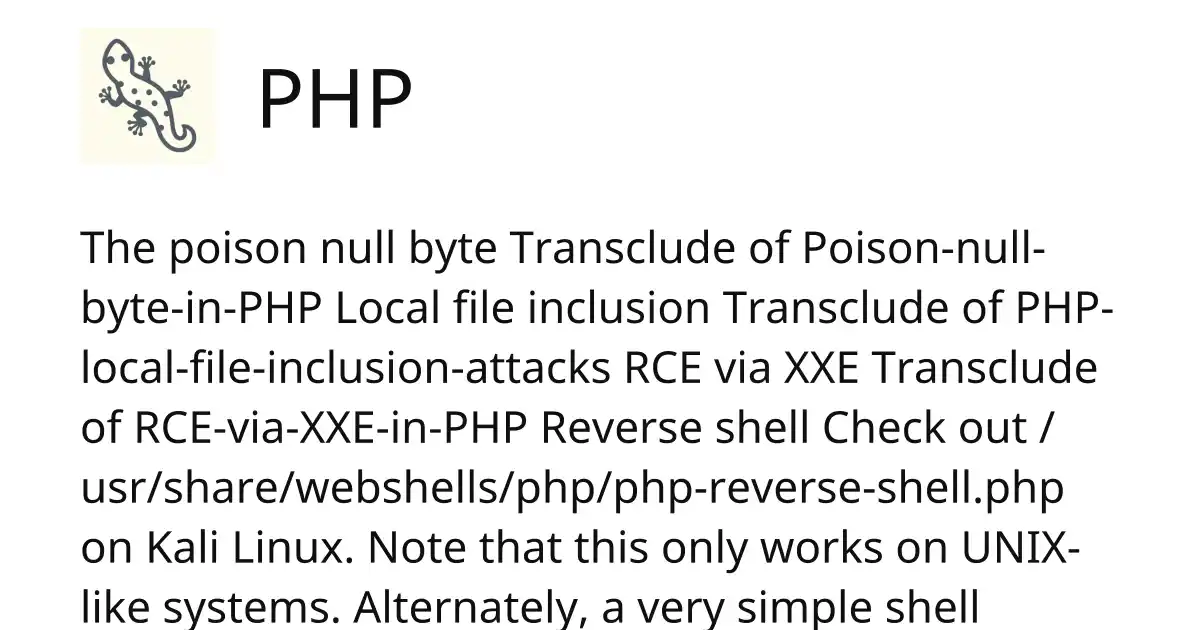 PHP
The poison null byte Transclude of Poison-null-
byte-in-PHP Local file inclusion Transclude of PHP-
local-file-inclusion-attacks RCE via XXE Transclude
of RCE-via-XXE-in-PHP Reverse shell Check out /
usr/share/webshells/php/php-reverse-shell.php
on Kali Linux. Note that this only works on UNIX-
like systems. Alternately, a very simple shell